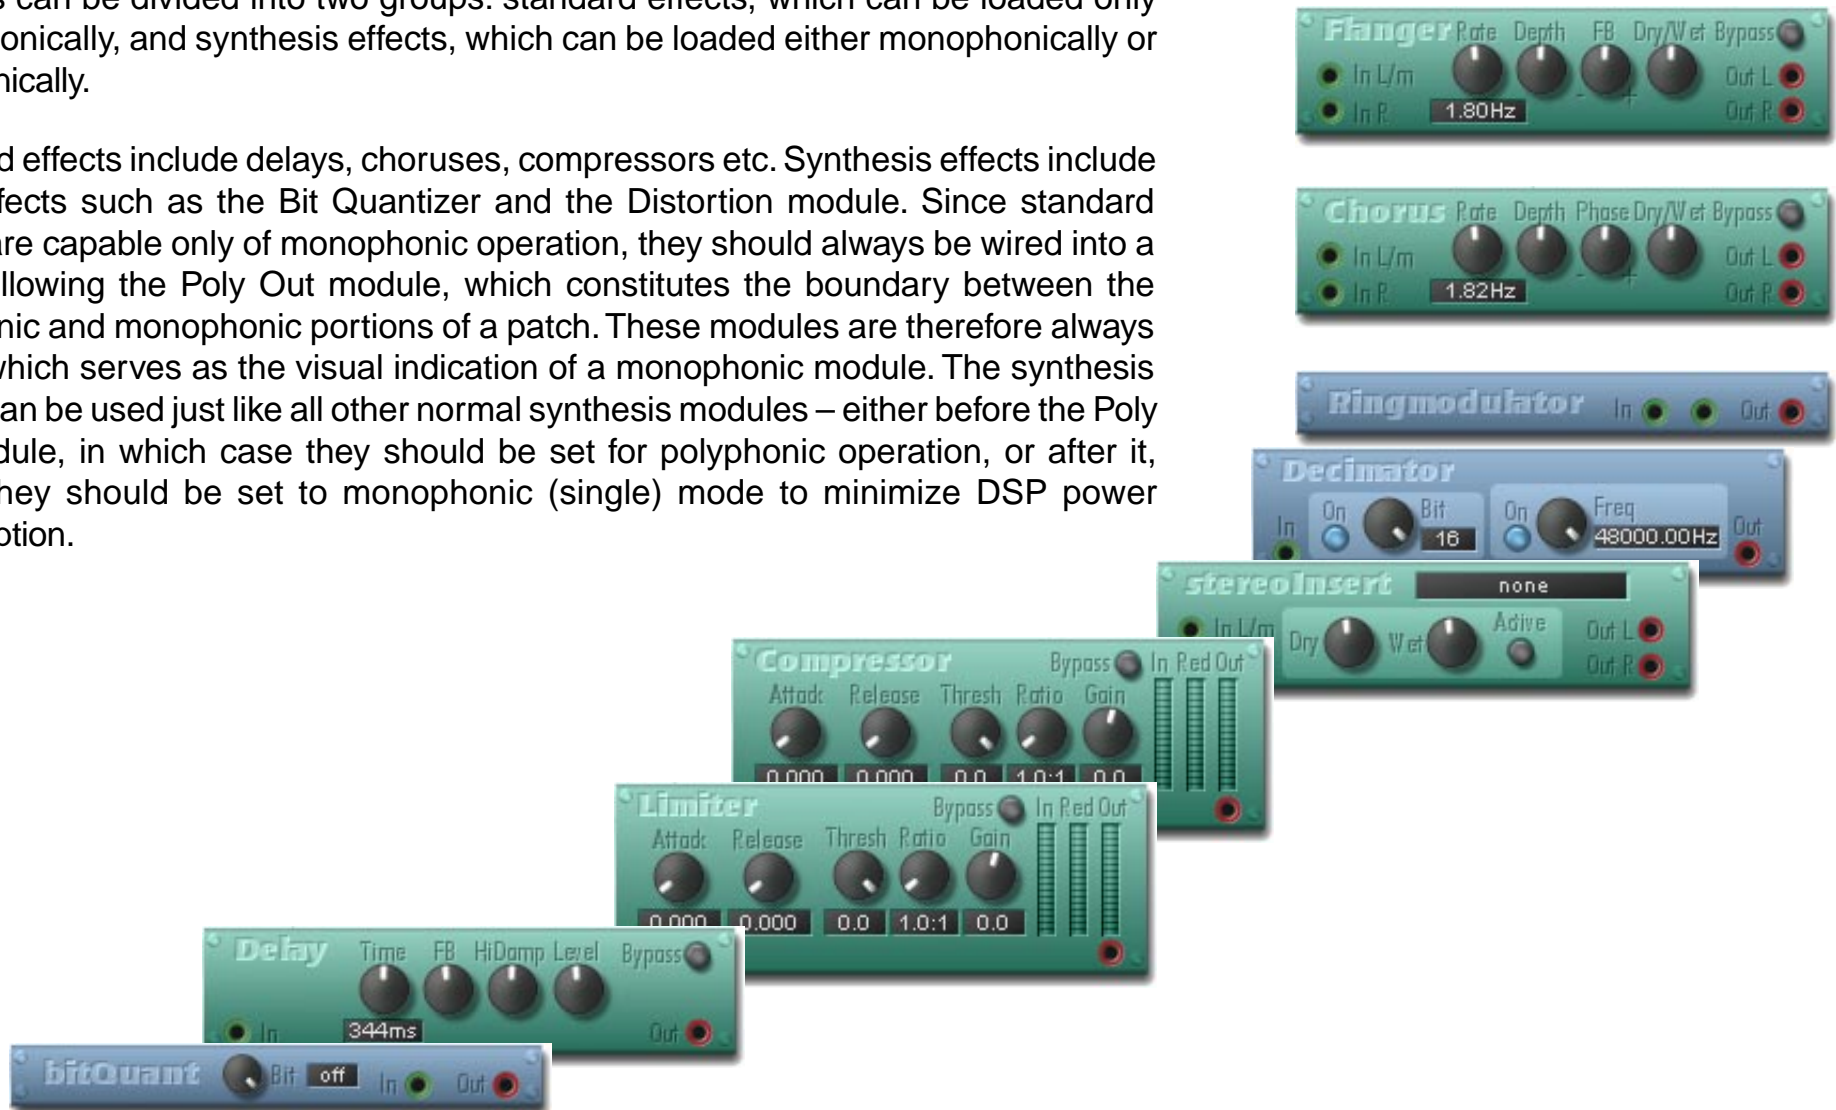 s can be divided into two groups: standard effects, which can be loaded only
onically, and synthesis effects, which can be loaded either monophonically or
nically.
d effects include delays, choruses, compressors etc. Synthesis effects include
fects such as the Bit Quantizer and the Distortion module. Since standard
are capable only of monophonic operation, they should always be wired into a
llowing the Poly Out module, which constitutes the boundary between the
nic and monophonic portions of a patch. These modules are therefore always
which serves as the visual indication of a monophonic module. The synthesis
an be used just like all other normal synthesis modules – either before the Poly
dule, in which case they should be set for polyphonic operation, or after it,
hey should be set to monophonic (single) mode to minimize DSP power
ption.
Flanger Rate Depth FB Dry/Wet Bypass
In L/m Out L
- +
In R 1.80Hz Out R
Chorus Rate Depth Phase Dry/Wet Bypass
In L/m Out L
- +
In R 1.82Hz Out R
Ringmodulator In Out
Decimator
On Bit On Freq
In 16 48000.00Hz Out
stereoInsert none
In L/m Dry Wet Active Out L
Out R
Compressor Bypass In Red Out
Attack Release Thresh Ratio Gain
0.000 0.000 0.0 1.0:1 0.0
Limiter Bypass In Red Out
Attack Release Thresh Ratio Gain
0.000 0.000 0.0 1.0:1 0.0
Delay Time FB HiDamp Level Bypass
In 344ms Out
bitQuant Bit off In Out